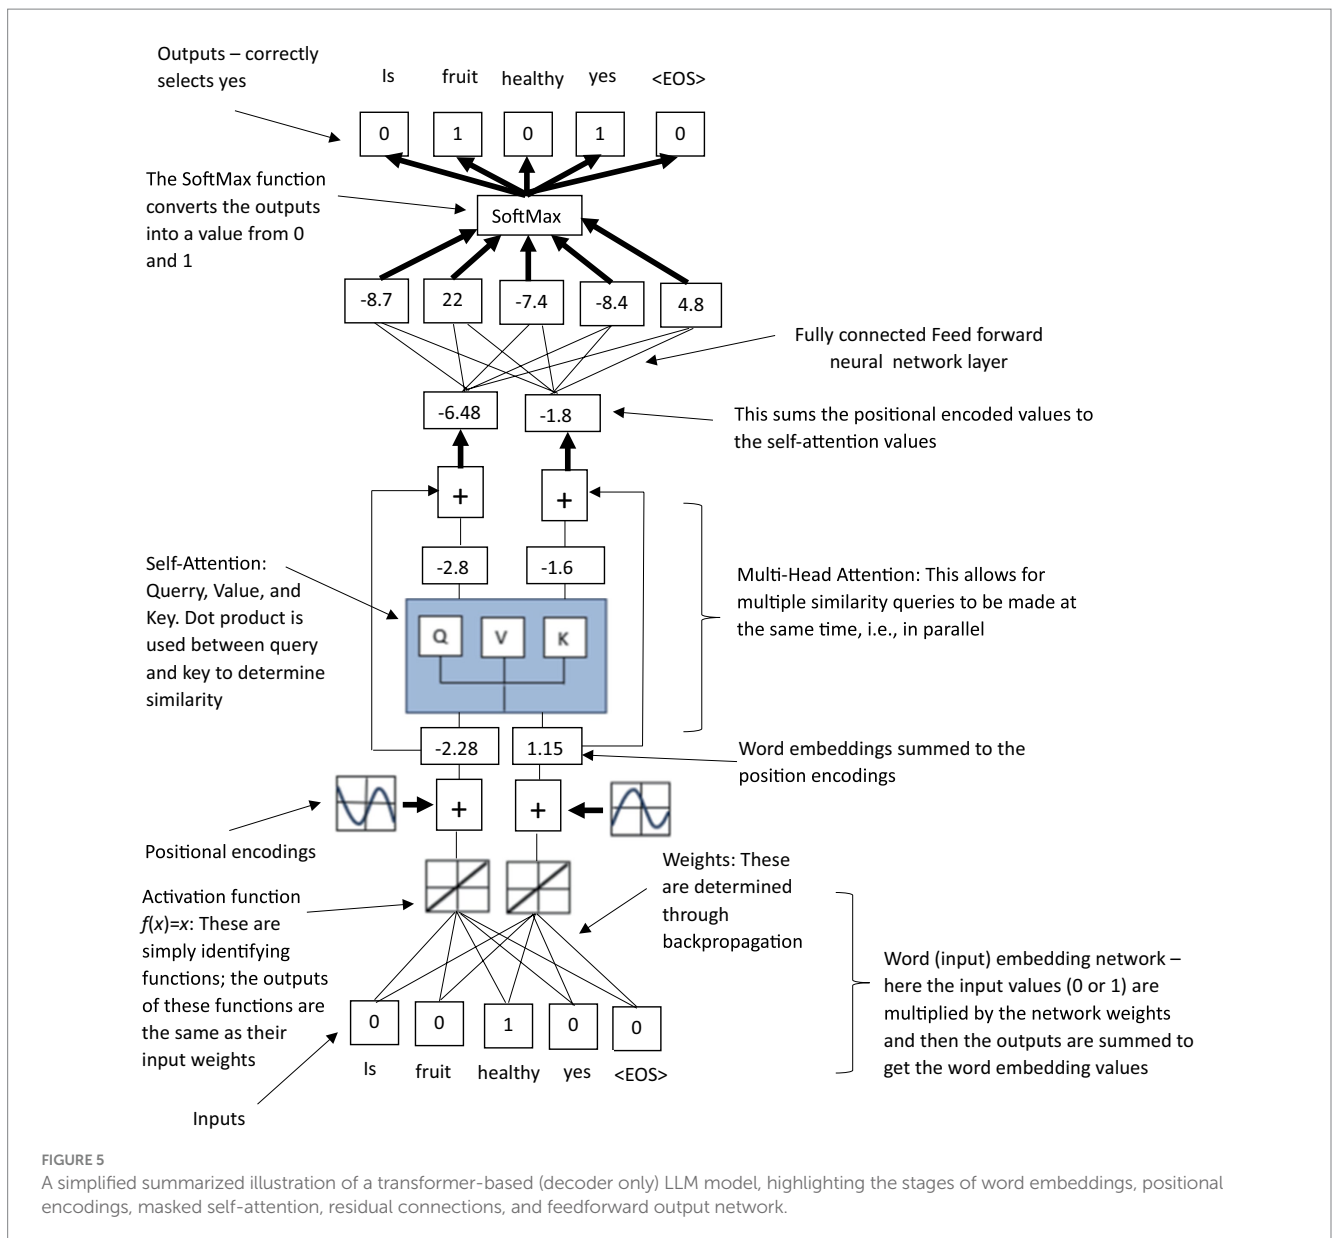 Outputs – correctly
selects yes
Is fruit healthy yes <EOS>
0 1 0 1 0
The SoftMax function
converts the outputs
into a value from 0
and 1
SoftMax
-8.7 22 -7.4 -8.4 4.8
Fully connected Feed forward
neural network layer
-6.48 -1.8
This sums the positional encoded values to
the self-attention values
+ +
Self-Attention:
Querry, Value, and
Key. Dot product is
used between query
and key to determine
similarity
-2.8 -1.6
Q V K
Multi-Head Attention: This allows for
multiple similarity queries to be made at
the same time, i.e., in parallel
-2.28 1.15
Word embeddings summed to the
position encodings
+ +
Positional encodings
Activation function
f(x)=x: These are
simply identifying
functions; the outputs
of these functions are
the same as their
input weights
Weights: These
are determined
through
backpropagation
Word (input) embedding network –
here the input values (0 or 1) are
multiplied by the network weights
and then the outputs are summed to
get the word embedding values
0 0 1 0 0
Is fruit healthy yes <EOS>
Inputs
FIGURE 5
A simplified summarized illustration of a transformer-based (decoder only) LLM model, highlighting the stages of word embeddings, positional
encodings, masked self-attention, residual connections, and feedforward output network.